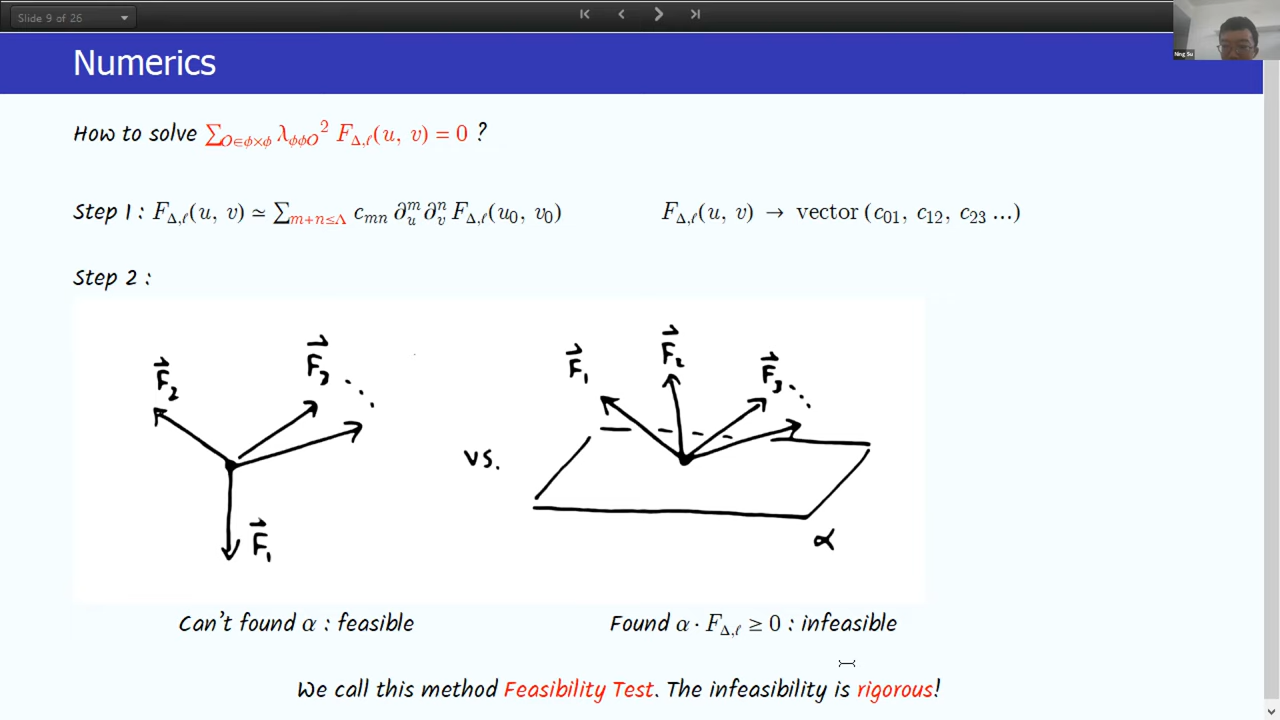 Slide 9 of 26
Ning Su
Numerics
How to solve ∑_{O∈ϕ×ϕ} λ_{ϕϕO}² F_{Δ,ℓ}(u, v) = 0 ?
Step 1 : F_{Δ,ℓ}(u, v) ≃ ∑_{m+n≤Λ} c_{mn} ∂_u^m ∂_v^n F_{Δ,ℓ}(u₀, v₀) F_{Δ,ℓ}(u, v) → vector (c₀₁, c₁₂, c₂₃ ...)
Step 2 :
F⃗₂ F⃗₃ F⃗₁
vs.
F⃗₁ F⃗₂ F⃗₃ α
Can't found α : feasible Found α · F_{Δ,ℓ} ≥ 0 : infeasible
We call this method Feasibility Test. The infeasibility is rigorous!